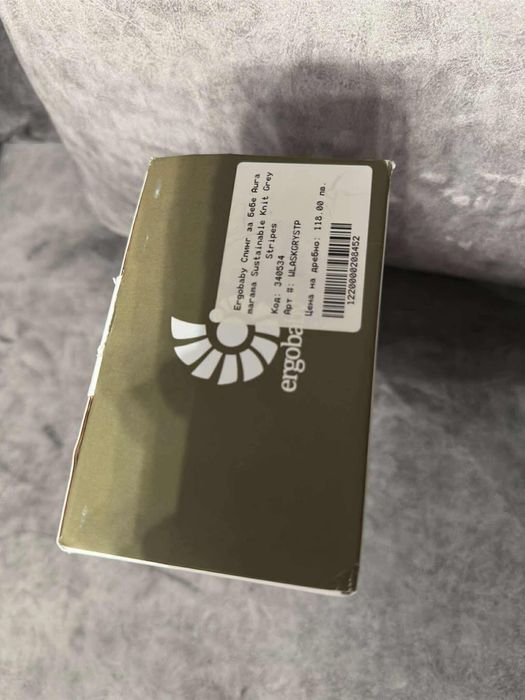 Ergobaby Слинг за бебе Aura
marama Sustainable Knit Grey
Stripes
Код: 340534
Арт #: WLASKGRYSTP
Цена на дребно: 118.00 лв.
1220000208452
ergobaby